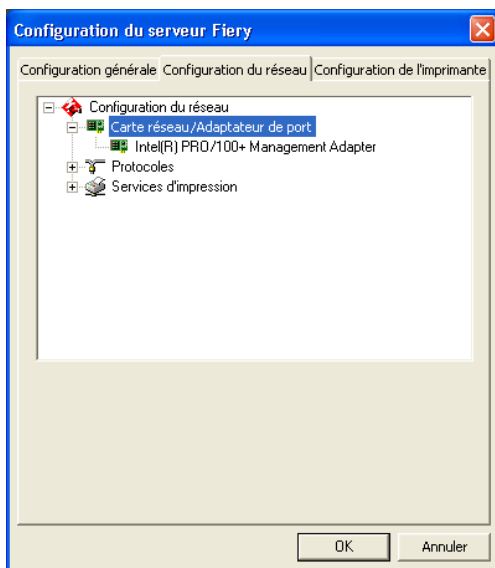 Configuration du serveur Fiery
Configuration générale Configuration du réseau Configuration de l'imprimante
Configuration du réseau
Carte réseau/Adaptateur de port
Intel(R) PRO/100+ Management Adapter
Protocoles
Services d'impression
OK Annuler